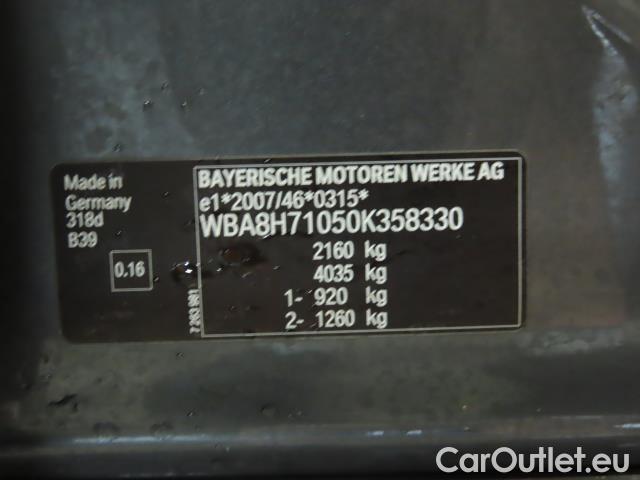 Made in
Germany
318d
B39
0.16
BAYERISCHE MOTOREN WERKE AG
e1*2007/46*0315*
WBA8H71050K358330
2160 kg
4035 kg
1- 920 kg
2- 1260 kg
CarOutlet.eu